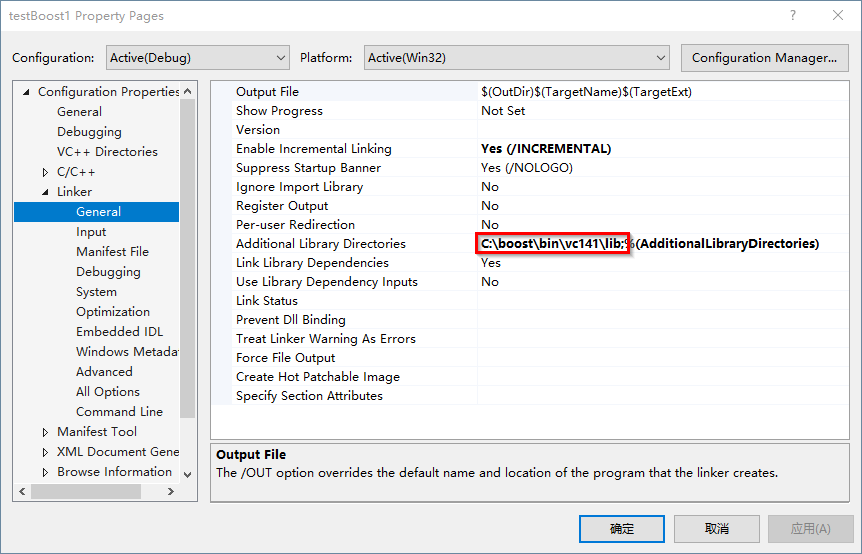 testBoost1 Property Pages
Configuration: Active(Debug) Platform: Active(Win32) Configuration Manager...
Configuration Properties
General
Debugging
VC++ Directories
C/C++
Linker
General
Input
Manifest File
Debugging
System
Optimization
Embedded IDL
Windows Metada
Advanced
All Options
Command Line
Manifest Tool
XML Document Gene
Browse Information
Output File $(OutDir)$(TargetName)$(TargetExt)
Show Progress Not Set
Version
Enable Incremental Linking Yes (/INCREMENTAL)
Suppress Startup Banner Yes (/NOLOGO)
Ignore Import Library No
Register Output No
Per-user Redirection No
Additional Library Directories C:\boost\bin\vc141\lib;%(AdditionalLibraryDirectories)
Link Library Dependencies Yes
Use Library Dependency Inputs No
Link Status
Prevent Dll Binding
Treat Linker Warning As Errors
Force File Output
Create Hot Patchable Image
Specify Section Attributes
Output File
The /OUT option overrides the default name and location of the program that the linker creates.
确定 取消 应用(A)